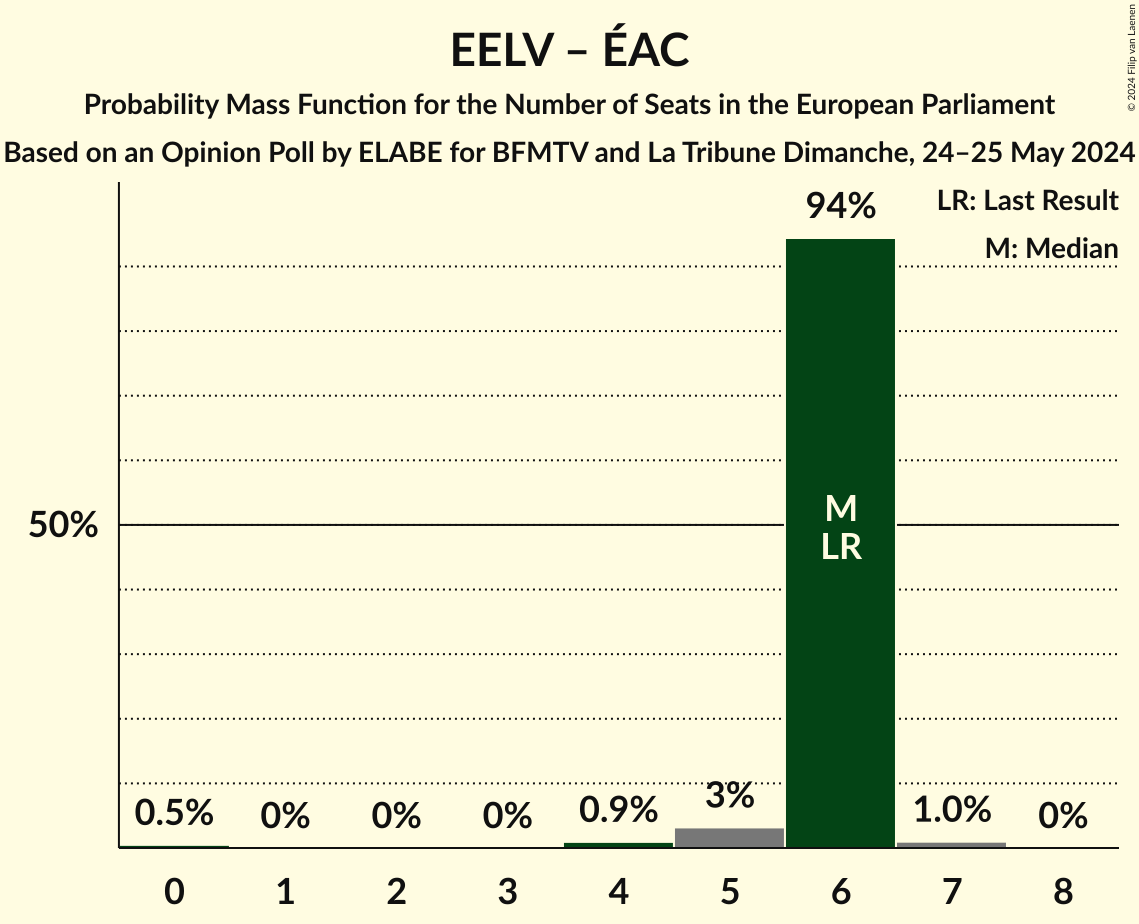 EELV – ÉAC
Probability Mass Function for the Number of Seats in the European Parliament
Based on an Opinion Poll by ELABE for BFMTV and La Tribune Dimanche, 24–25 May 2024
© 2024 Filip van Laenen
LR: Last Result
M: Median
94%
50%
M
LR
0.5% 0% 0% 0% 0.9% 3% 1.0% 0%
0 1 2 3 4 5 6 7 8